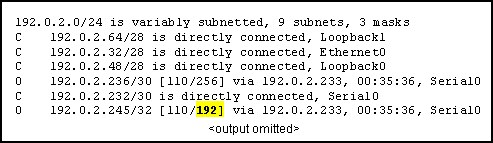 192.0.2.0/24 is variably subnetted, 9 subnets, 3 masks
C 192.0.2.64/28 is directly connected, Loopback1
C 192.0.2.32/28 is directly connected, Ethernet0
C 192.0.2.48/28 is directly connected, Loopback0
O 192.0.2.236/30 [110/256] via 192.0.2.233, 00:35:36, Serial0
C 192.0.2.232/30 is directly connected, Serial0
O 192.0.2.245/32 [110/192] via 192.0.2.233, 00:35:36, Serial0
<output omitted>